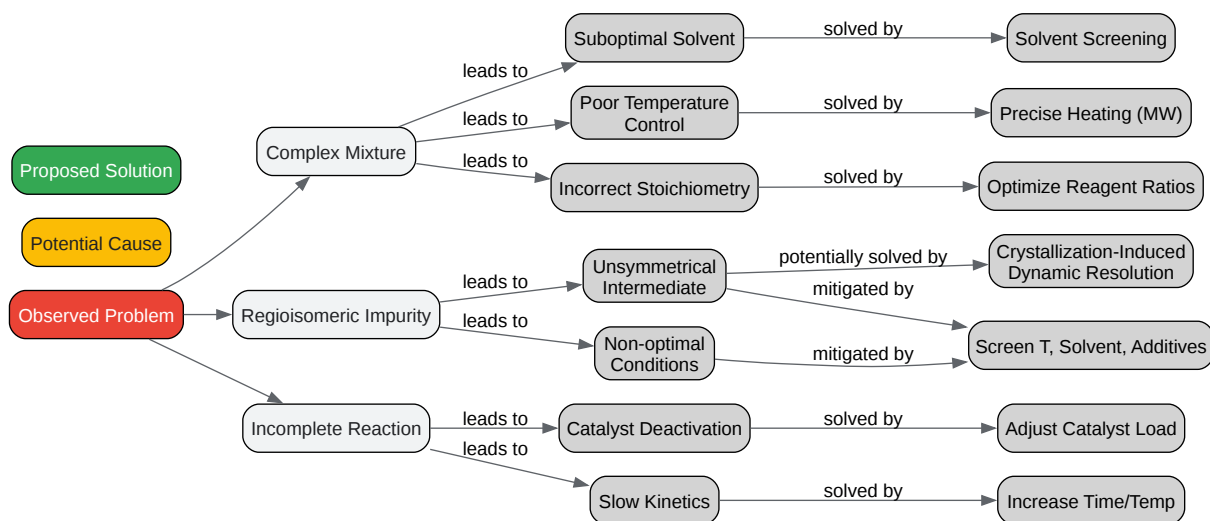 Suboptimal Solvent
solved by
Solvent Screening
leads to
Poor Temperature
Control
solved by
Precise Heating (MW)
leads to
Complex Mixture
leads to
Incorrect Stoichiometry
solved by
Optimize Reagent Ratios
Proposed Solution
Potential Cause
Observed Problem
Regioisomeric Impurity
leads to
Unsymmetrical
Intermediate
potentially solved by
Crystallization-Induced
Dynamic Resolution
mitigated by
leads to
Non-optimal
Conditions
mitigated by
Screen T, Solvent, Additives
Incomplete Reaction
leads to
Catalyst Deactivation
solved by
Adjust Catalyst Load
leads to
Slow Kinetics
solved by
Increase Time/Temp